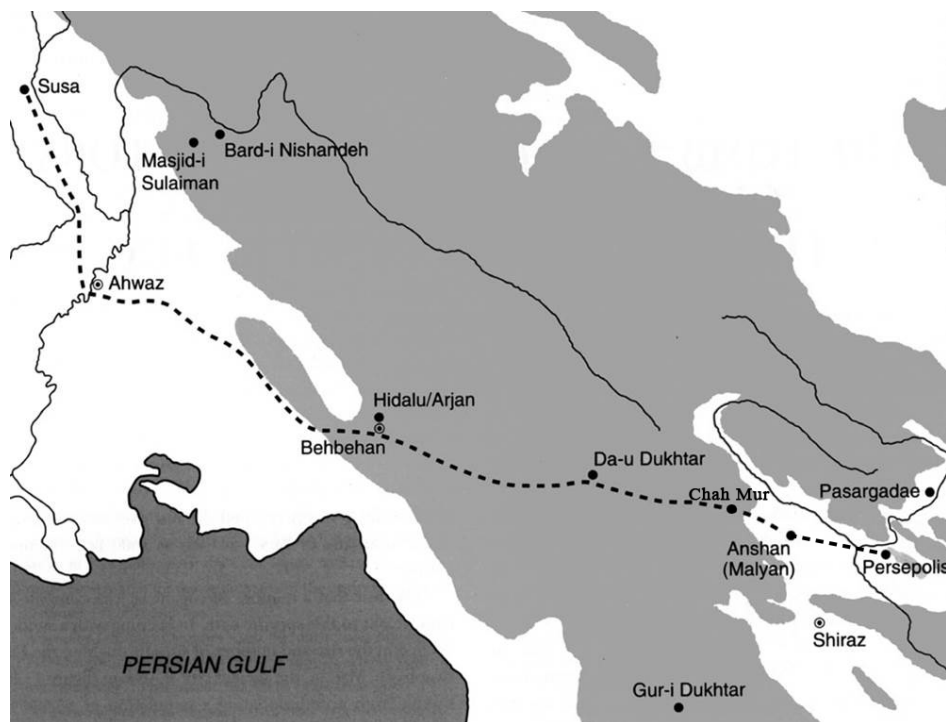 Susa
Bard-i Nishandeh
Masjid-i
Sulaiman
Ahwaz
Hidalu/Arjan
Behbehan
Da-u Dukhtar
Chah Mur
Pasargadae
Anshan
(Malyan)
Persepolis
Shiraz
PERSIAN GULF
Gur-i Dukhtar